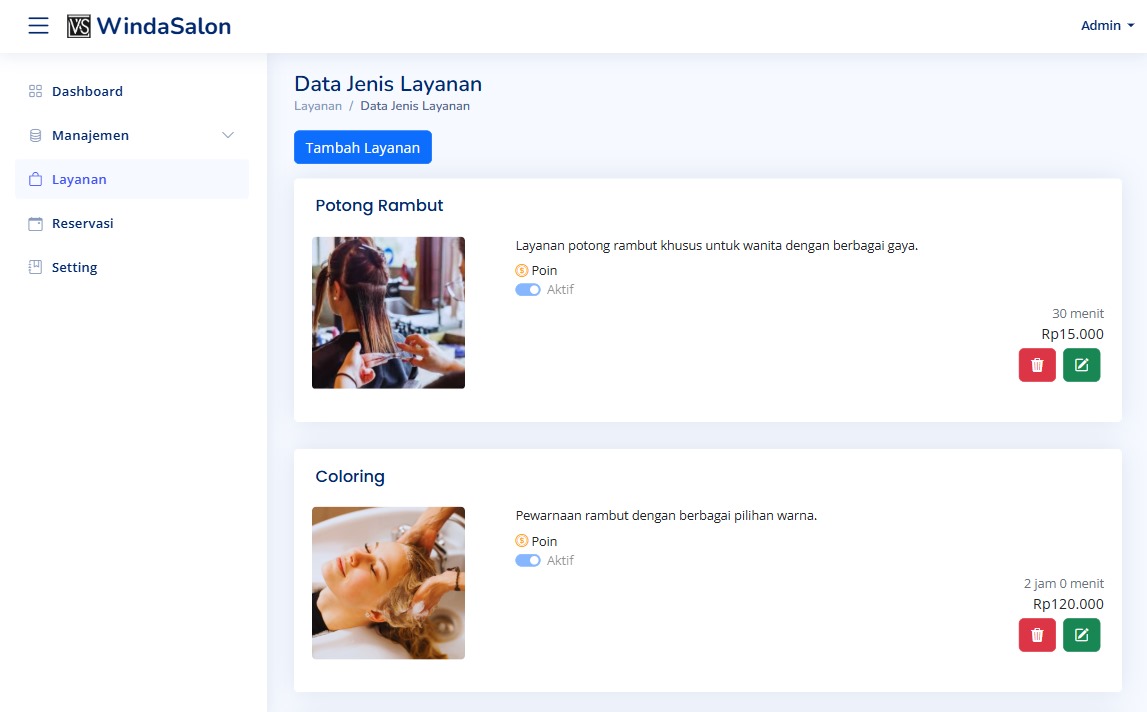 VS WindaSalon
Admin
Dashboard
Manajemen
Layanan
Reservasi
Setting
Data Jenis Layanan
Layanan / Data Jenis Layanan
Tambah Layanan
Potong Rambut
Layanan potong rambut khusus untuk wanita dengan berbagai gaya.
$ Poin
Aktif
30 menit
Rp15.000
Coloring
Pewarnaan rambut dengan berbagai pilihan warna.
$ Poin
Aktif
2 jam 0 menit
Rp120.000